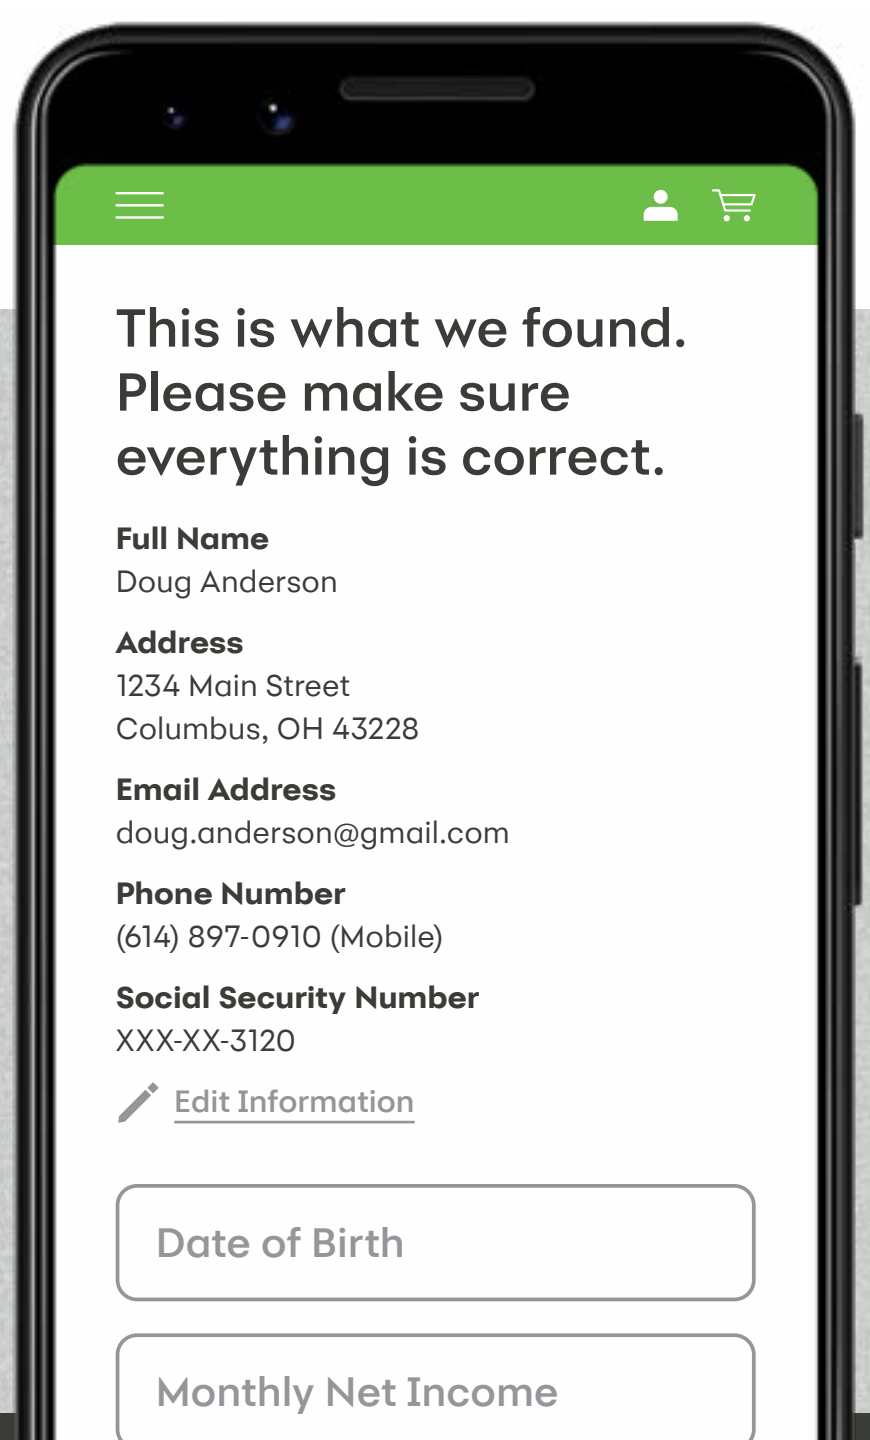 This is what we found.
Please make sure
everything is correct.
Full Name
Doug Anderson
Address
1234 Main Street
Columbus, OH 43228
Email Address
doug.anderson@gmail.com
Phone Number
(614) 897-0910 (Mobile)
Social Security Number
XXX-XX-3120
Edit Information
Date of Birth
Monthly Net Income